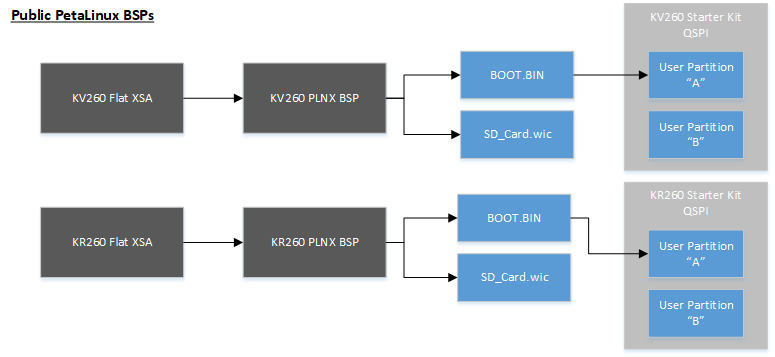 Public PetaLinux BSPs
KV260 Starter Kit
QSPI
KV260 Flat XSA
KV260 PLNX BSP
BOOT.BIN
User Partition
“A”
SD_Card.wic
User Partition
“B”
KR260 Starter Kit
QSPI
KR260 Flat XSA
KR260 PLNX BSP
BOOT.BIN
User Partition
“A”
SD_Card.wic
User Partition
“B”